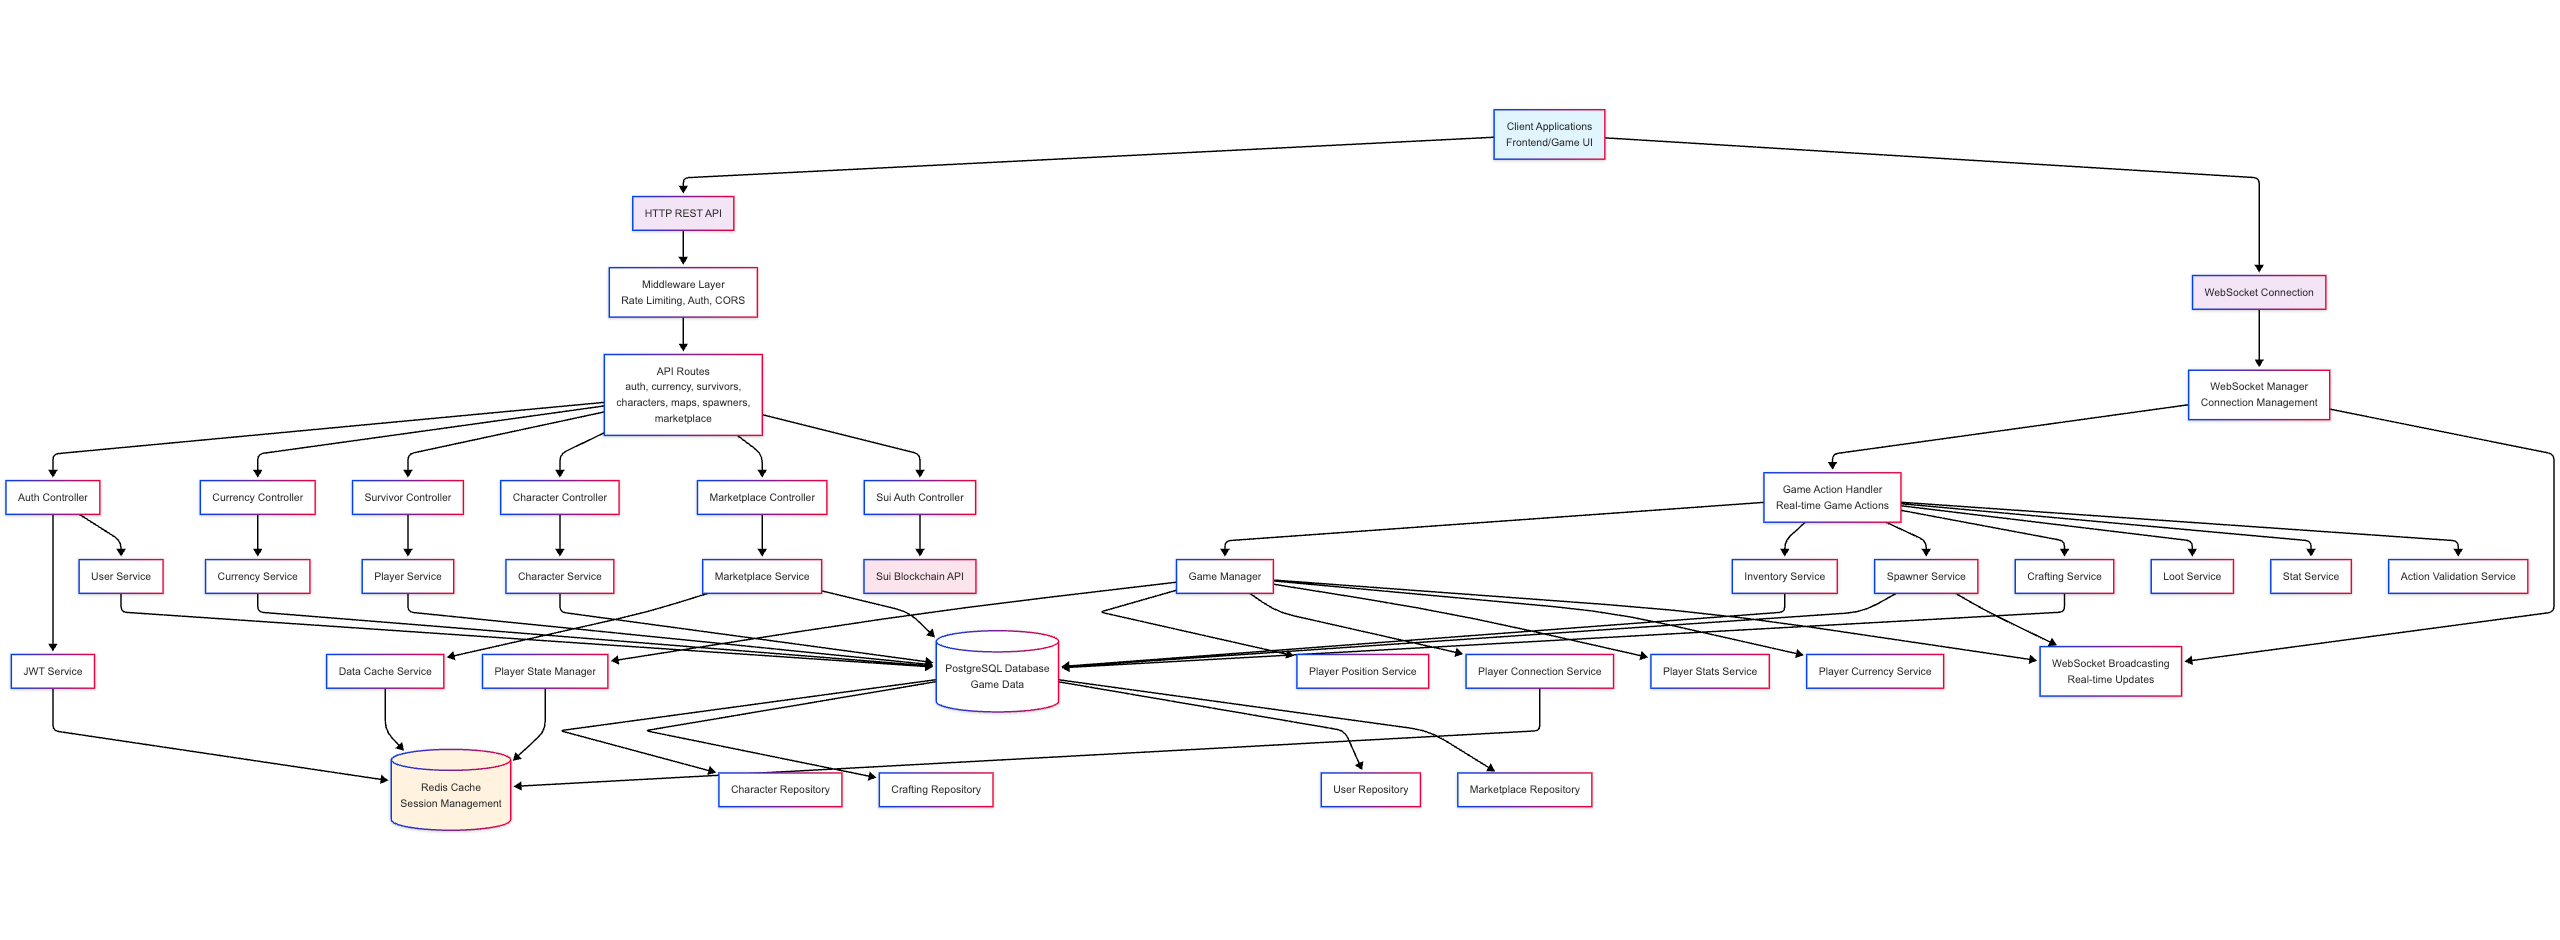 Client Applications
Frontend/Game UI
HTTP REST API
Middleware Layer
Rate Limiting, Auth, CORS
WebSocket Connection
API Routes
auth, currency, survivors,
characters, maps, spawners,
marketplace
WebSocket Manager
Connection Management
Auth Controller
Currency Controller
Survivor Controller
Character Controller
Marketplace Controller
Sui Auth Controller
Game Action Handler
Real-time Game Actions
User Service
Currency Service
Player Service
Character Service
Marketplace Service
Sui Blockchain API
Game Manager
Inventory Service
Spawner Service
Crafting Service
Loot Service
Stat Service
Action Validation Service
JWT Service
Data Cache Service
Player State Manager
PostgreSQL Database
Game Data
Player Position Service
Player Connection Service
Player Stats Service
Player Currency Service
WebSocket Broadcasting
Real-time Updates
Redis Cache
Session Management
Character Repository
Crafting Repository
User Repository
Marketplace Repository